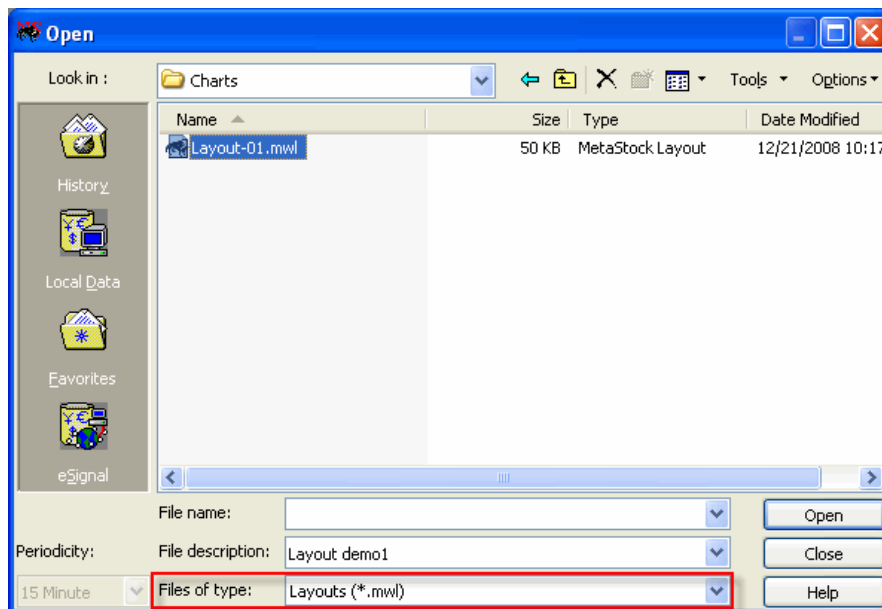 Open
Look in :
Charts
Tools
Options
Name
Size
Type
Date Modified
Layout-01.mwl
50 KB
MetaStock Layout
12/21/2008 10:17
History
Local Data
Favorites
eSignal
File name:
Open
Periodicity:
File description:
Layout demo1
Close
15 Minute
Files of type:
Layouts (*.mwl)
Help